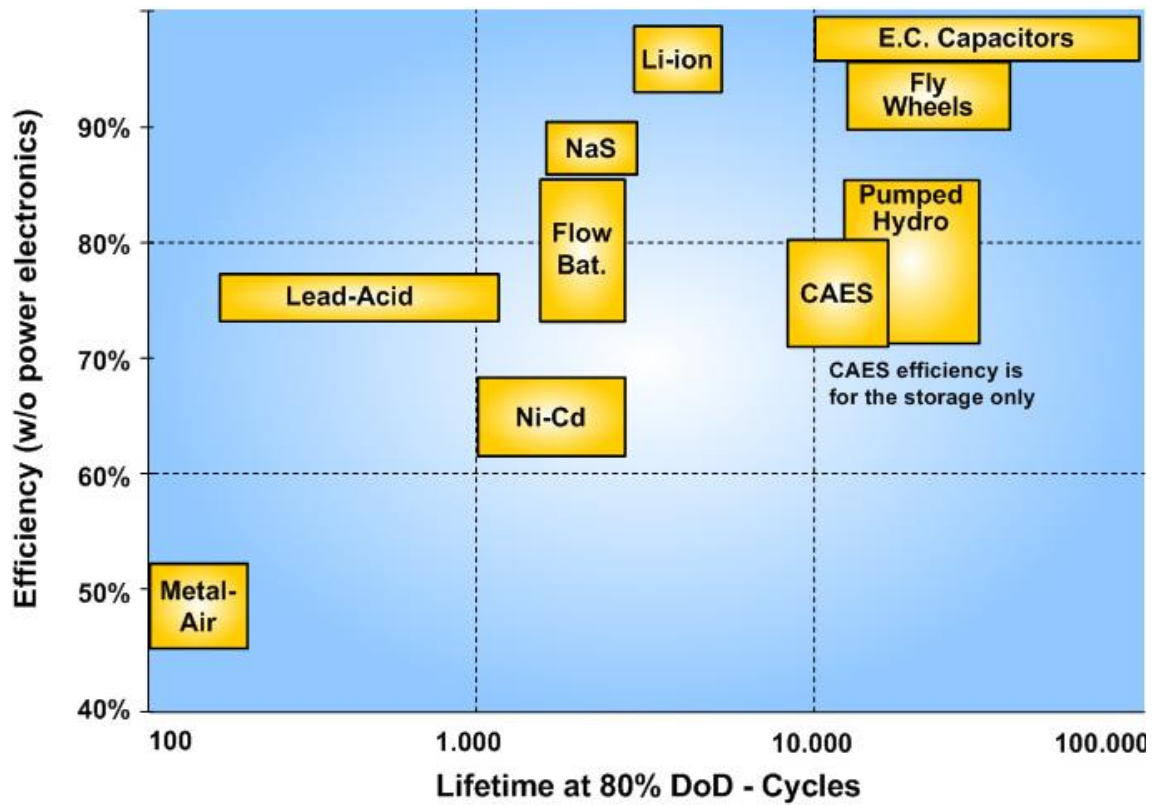 E.C. Capacitors
Li-ion
Fly
Wheels
90%
NaS
Pumped
Hydro
Flow
Bat.
80%
Lead-Acid
CAES
70%
CAES efficiency is
for the storage only
Ni-Cd
60%
50%
Metal-
Air
40%
100
1.000
10.000
100.000
Efficiency (w/o power electronics)
Lifetime at 80% DoD - Cycles